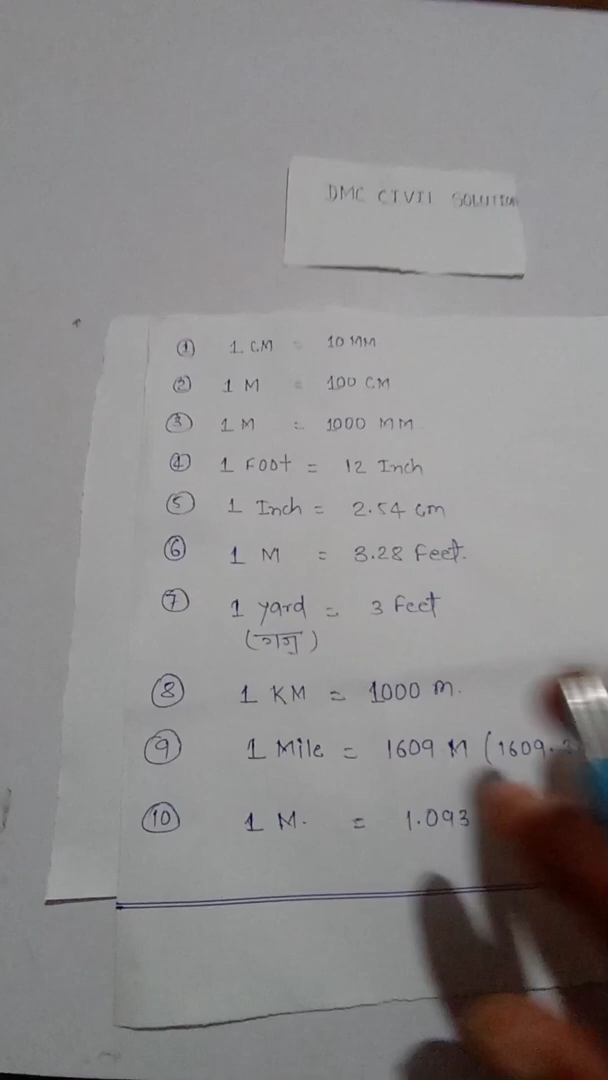 DMC CIVIL SOLUTION
① 1 CM = 10 MM
② 1 M = 100 CM
③ 1 M = 1000 MM
④ 1 Foot = 12 Inch
⑤ 1 Inch = 2.54 cm
⑥ 1 M = 3.28 Feet.
⑦ 1 yard = 3 Feet
⑧ 1 KM = 1000 m.
⑨ 1 Mile = 1609 M (1609.
⑩ 1 M. = 1.093